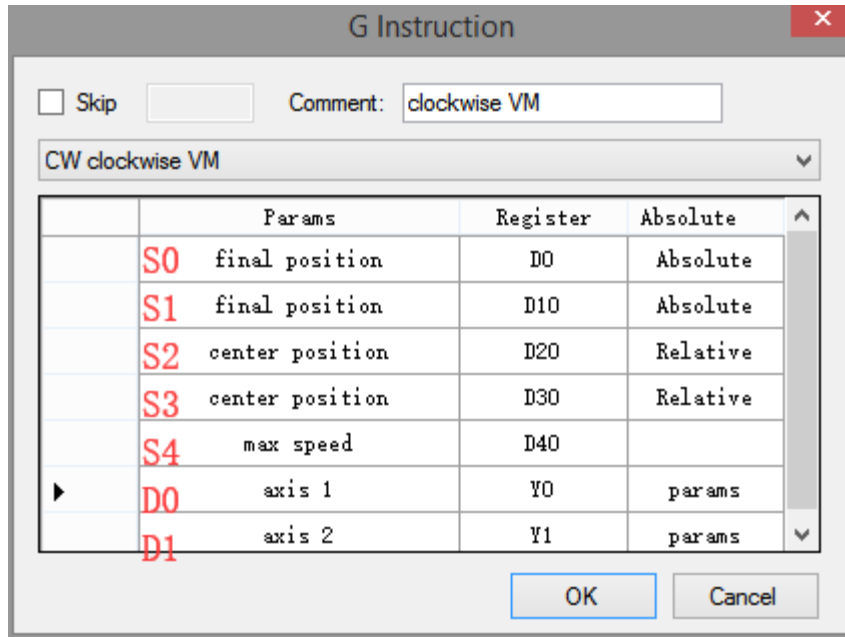 G Instruction
Skip Comment: clockwise VM
CW clockwise VM
Params Register Absolute
S0 final position D0 Absolute
S1 final position D10 Absolute
S2 center position D20 Relative
S3 center position D30 Relative
S4 max speed D40
D0 axis 1 Y0 params
D1 axis 2 Y1 params
OK Cancel